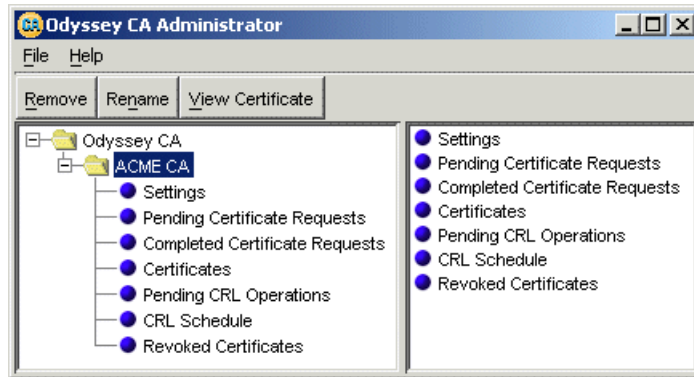 CA Odyssey CA Administrator
File Help
Remove Rename View Certificate
Odyssey CA
ACME CA
Settings
Pending Certificate Requests
Completed Certificate Requests
Certificates
Pending CRL Operations
CRL Schedule
Revoked Certificates
Settings
Pending Certificate Requests
Completed Certificate Requests
Certificates
Pending CRL Operations
CRL Schedule
Revoked Certificates